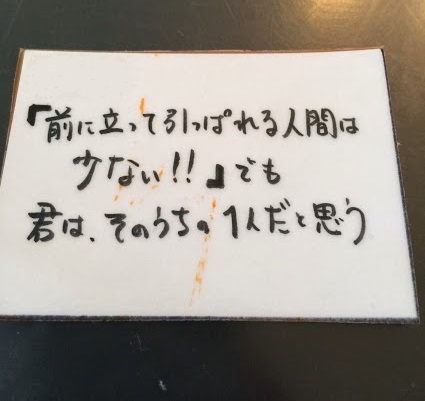 「前に立って引っぱれる人間は
少ない!!」でも
君は、そのうちの1人だと思う